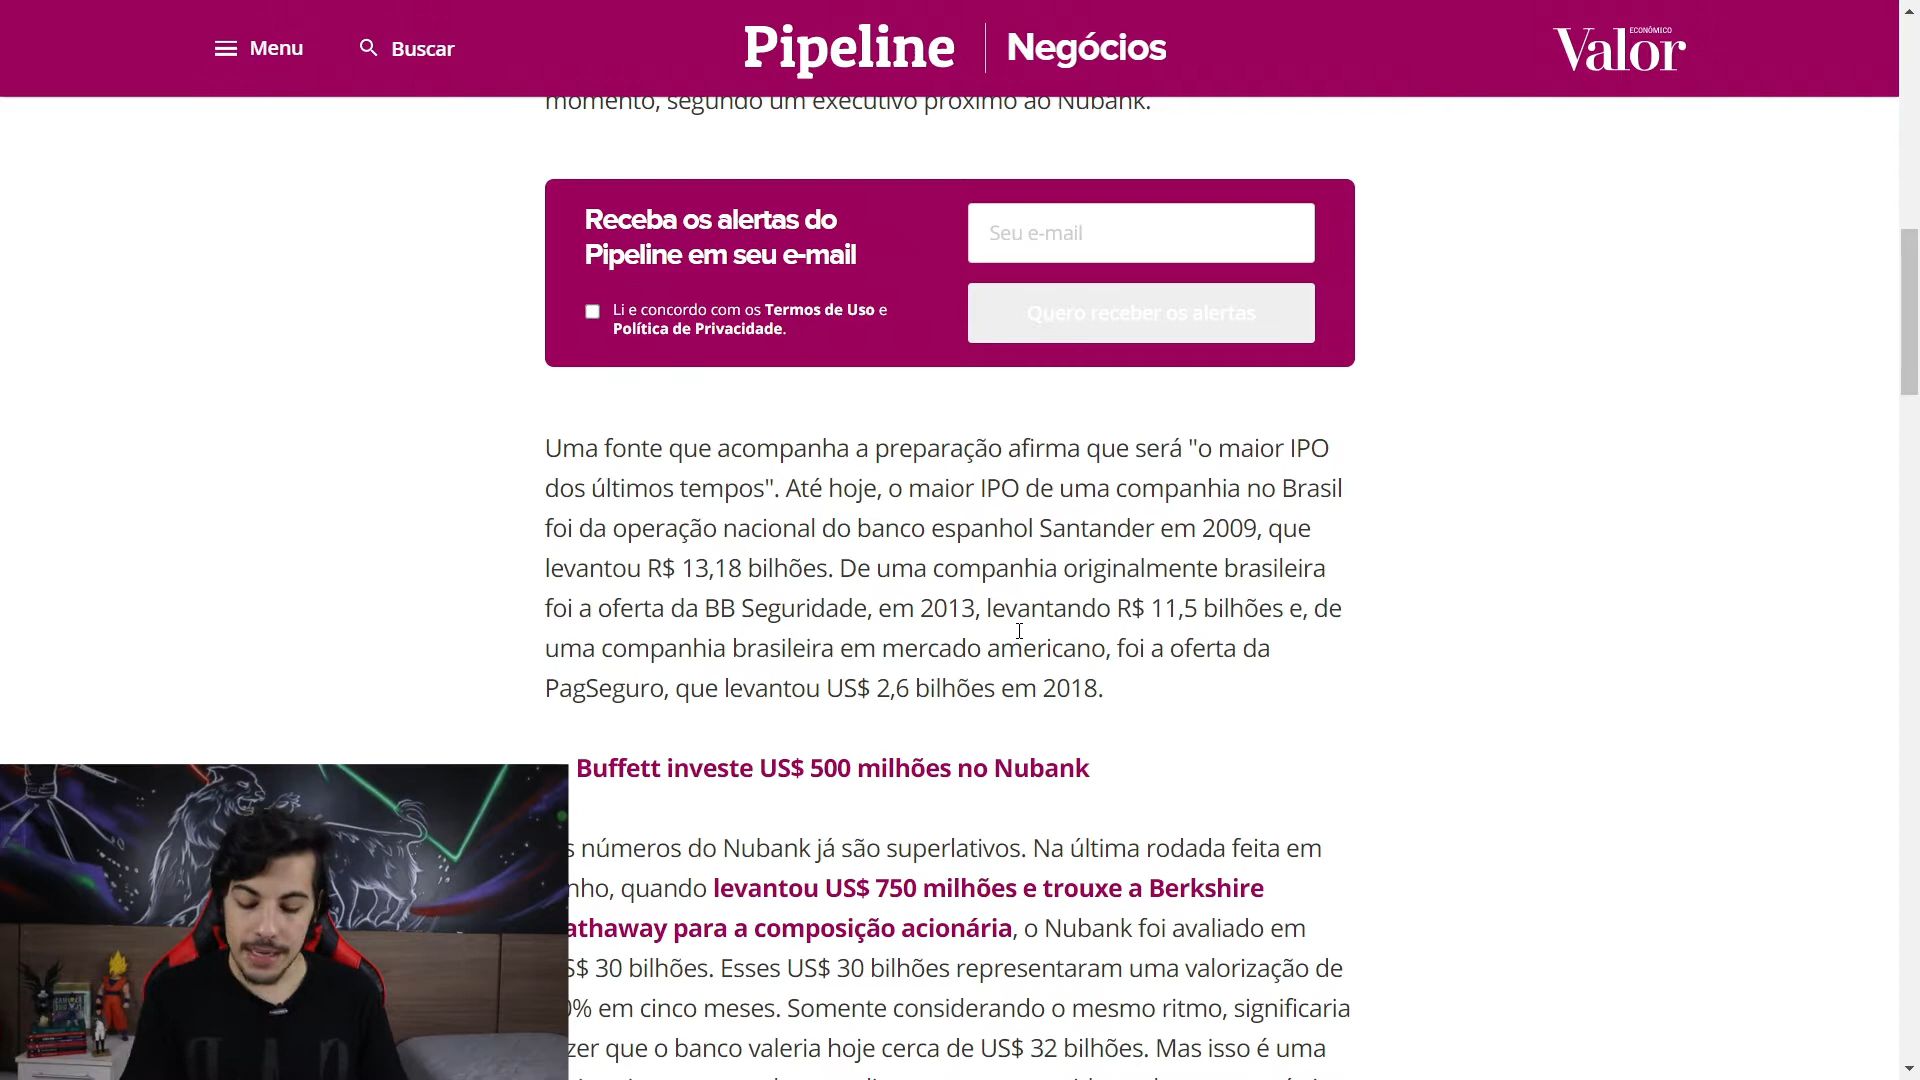 Menu
Buscar
Pipeline
Negócios
Valor
ECONÔMICO
momento, segundo um executivo próximo ao Nubank.
Receba os alertas do
Pipeline em seu e-mail
Seu e-mail
Li e concordo com os Termos de Uso e
Política de Privacidade.
Quero receber os alertas
Uma fonte que acompanha a preparação afirma que será "o maior IPO
dos últimos tempos". Até hoje, o maior IPO de uma companhia no Brasil
foi da operação nacional do banco espanhol Santander em 2009, que
levantou R$ 13,18 bilhões. De uma companhia originalmente brasileira
foi a oferta da BB Seguridade, em 2013, levantando R$ 11,5 bilhões e, de
uma companhia brasileira em mercado americano, foi a oferta da
PagSeguro, que levantou US$ 2,6 bilhões em 2018.
Buffett investe US$ 500 milhões no Nubank
s números do Nubank já são superlativos. Na última rodada feita em
nho, quando levantou US$ 750 milhões e trouxe a Berkshire
athaway para a composição acionária, o Nubank foi avaliado em
S$ 30 bilhões. Esses US$ 30 bilhões representaram uma valorização de
0% em cinco meses. Somente considerando o mesmo ritmo, significaria
zer que o banco valeria hoje cerca de US$ 32 bilhões. Mas isso é uma